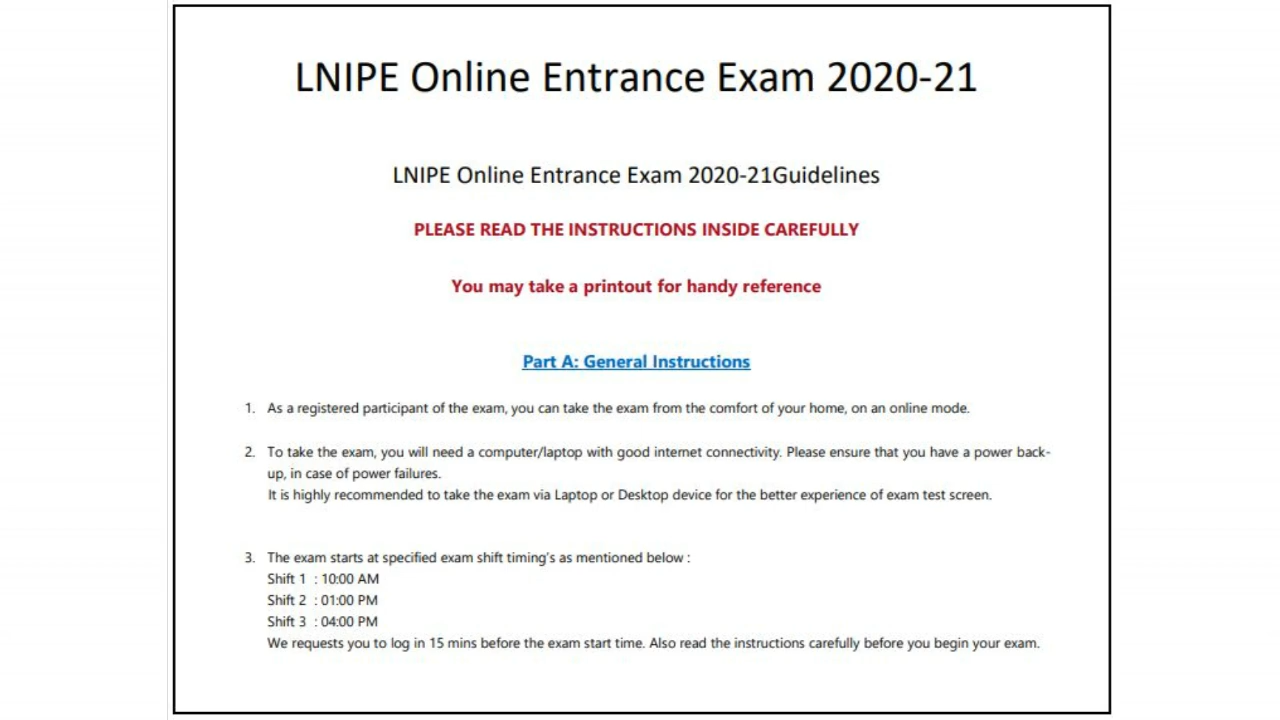 LNIPE Online Entrance Exam 2020-21
LNIPE Online Entrance Exam 2020-21Guidelines
PLEASE READ THE INSTRUCTIONS INSIDE CAREFULLY
You may take a printout for handy reference
Part A: General Instructions
1. As a registered participant of the exam, you can take the exam from the comfort of your home, on an online mode.
2. To take the exam, you will need a computer/laptop with good internet connectivity. Please ensure that you have a power back-
up, in case of power failures.
It is highly recommended to take the exam via Laptop or Desktop device for the better experience of exam test screen.
3. The exam starts at specified exam shift timing's as mentioned below :
Shift 1 : 10:00 AM
Shift 2 : 01:00 PM
Shift 3 : 04:00 PM
We requests you to log in 15 mins before the exam start time. Also read the instructions carefully before you begin your exam.